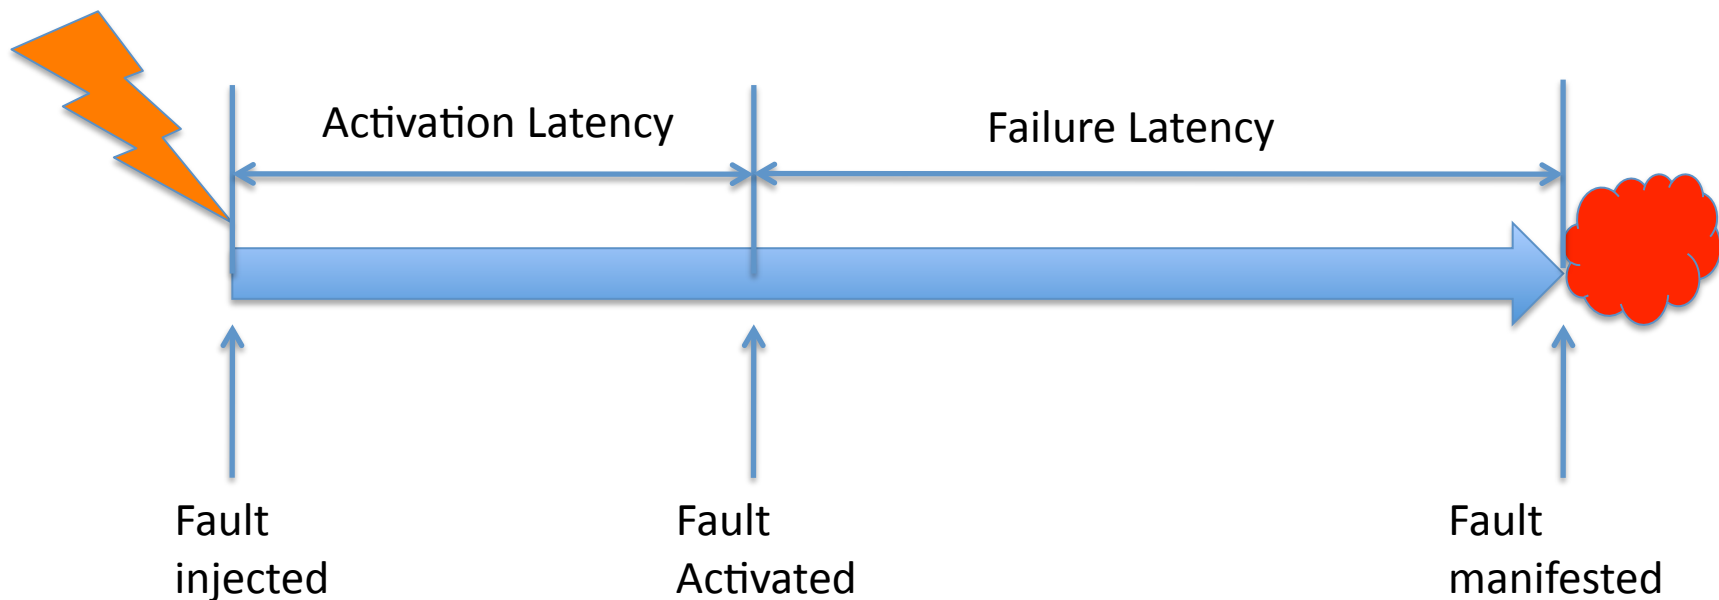 Activation Latency
Failure Latency
Fault
injected
Fault
Activated
Fault
manifested